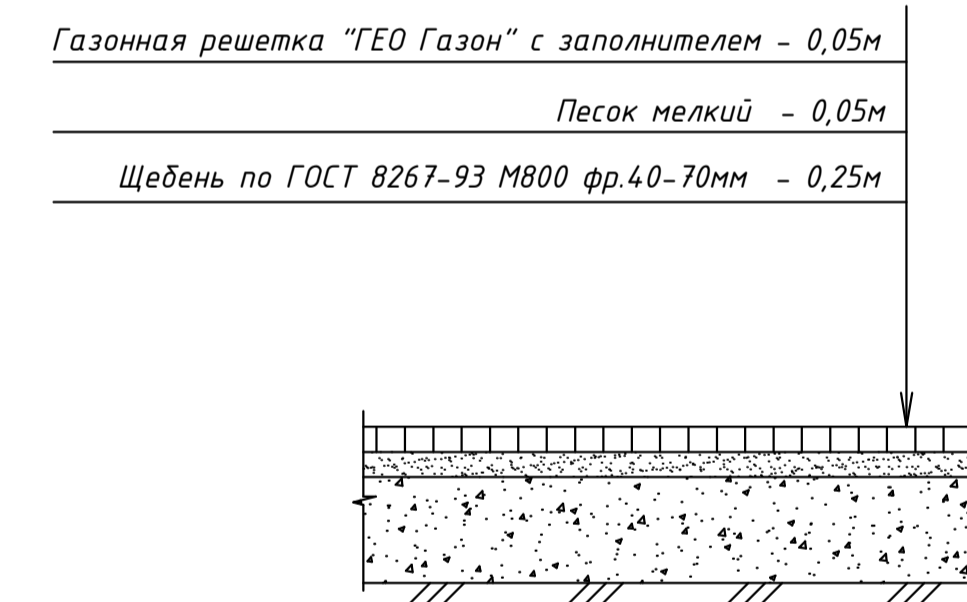 Газонная решетка "ГЕО Газон" с заполнителем - 0,05м
Песок мелкий - 0,05м
Щебень по ГОСТ 8267-93 М800 фр.40-70мм - 0,25м